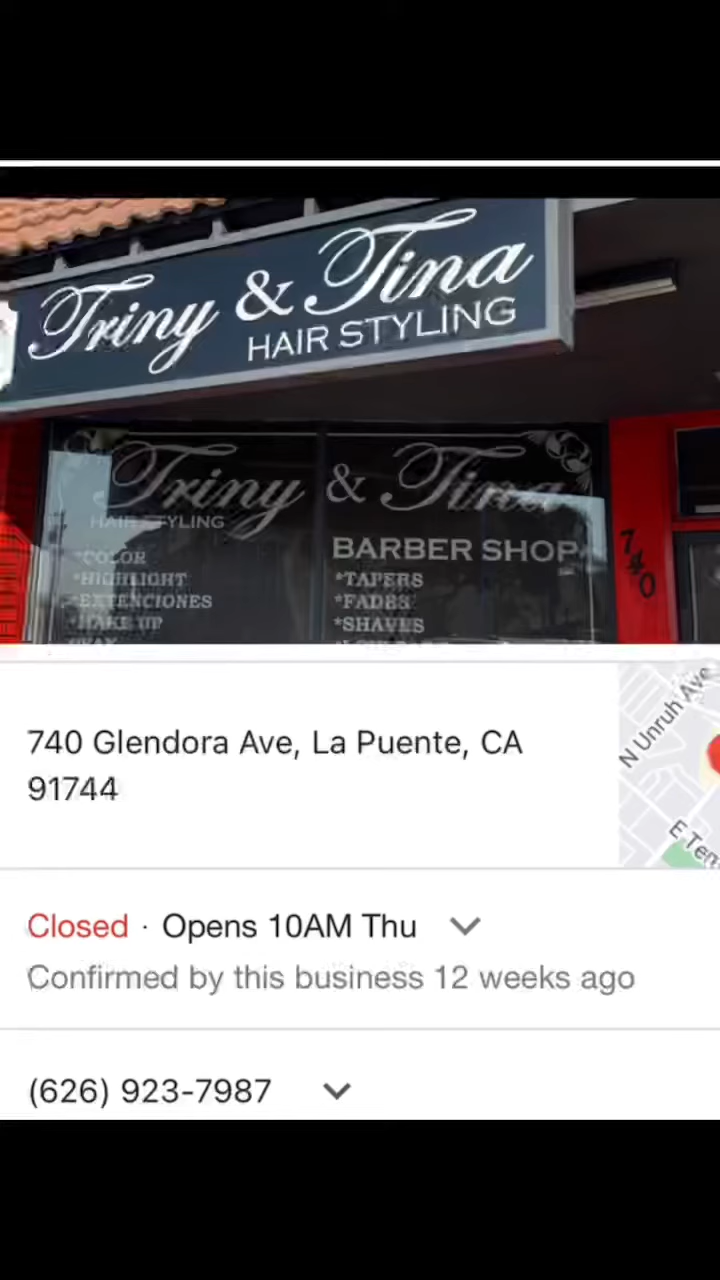 Triny & Tina
HAIR STYLING
Triny & Tina
HAIR STYLING
*COLOR
*HIGHLIGHT
*EXTENCIONES
*MAKE UP
BARBER SHOP
*TAPERS
*FADES
*SHAVES
740
740 Glendora Ave, La Puente, CA
91744
N Unruh Ave
Closed · Opens 10AM Thu
Confirmed by this business 12 weeks ago
(626) 923-7987